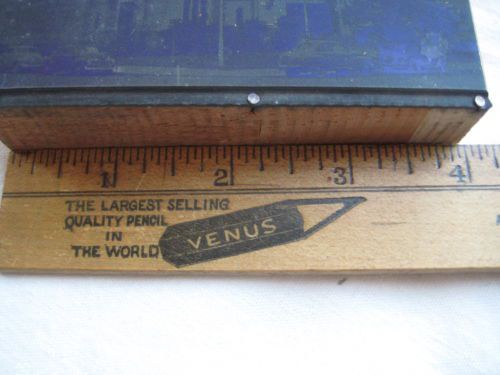 1 2 3 4
THE LARGEST SELLING
QUALITY PENCIL
IN
THE WORLD
VENUS